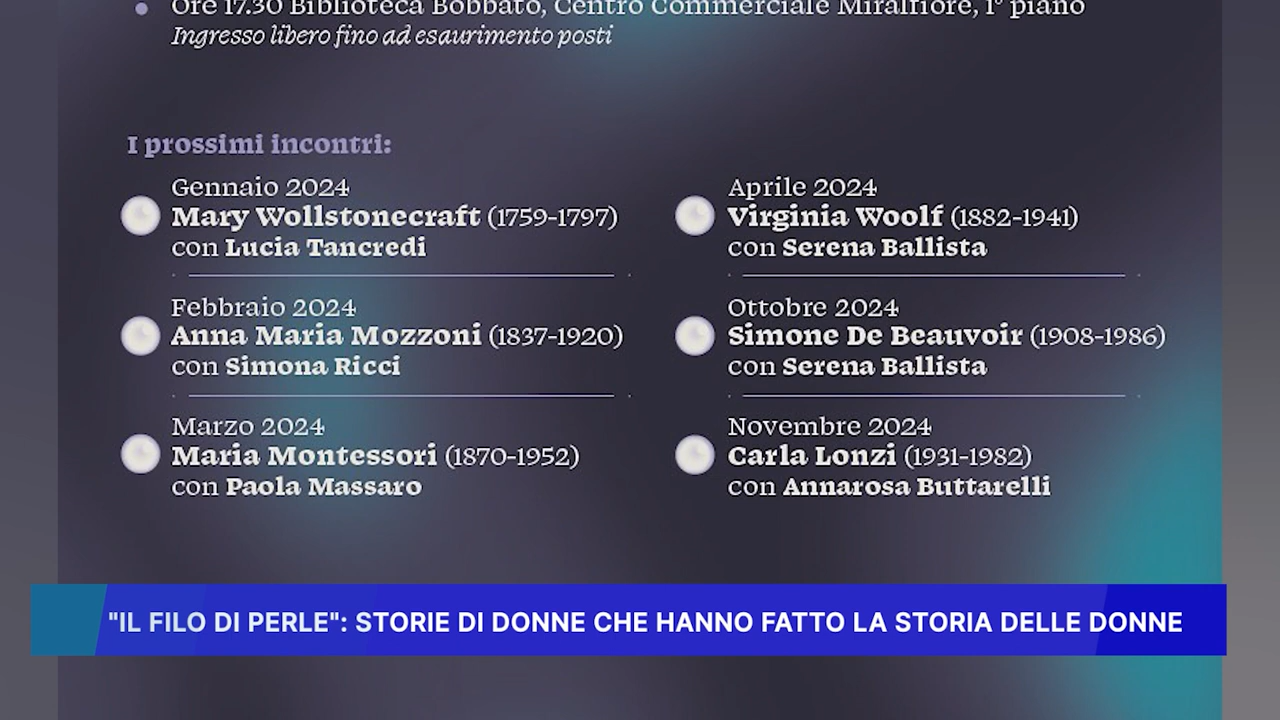 Ore 17.30 Biblioteca Bobbato, Centro Commerciale Miralfiore, 1° piano
Ingresso libero fino ad esaurimento posti
I prossimi incontri:
Gennaio 2024
Mary Wollstonecraft (1759-1797)
con Lucia Tancredi
Febbraio 2024
Anna Maria Mozzoni (1837-1920)
con Simona Ricci
Marzo 2024
Maria Montessori (1870-1952)
con Paola Massaro
Aprile 2024
Virginia Woolf (1882-1941)
con Serena Ballista
Ottobre 2024
Simone De Beauvoir (1908-1986)
con Serena Ballista
Novembre 2024
Carla Lonzi (1931-1982)
con Annarosa Buttarelli
"IL FILO DI PERLE": STORIE DI DONNE CHE HANNO FATTO LA STORIA DELLE DONNE